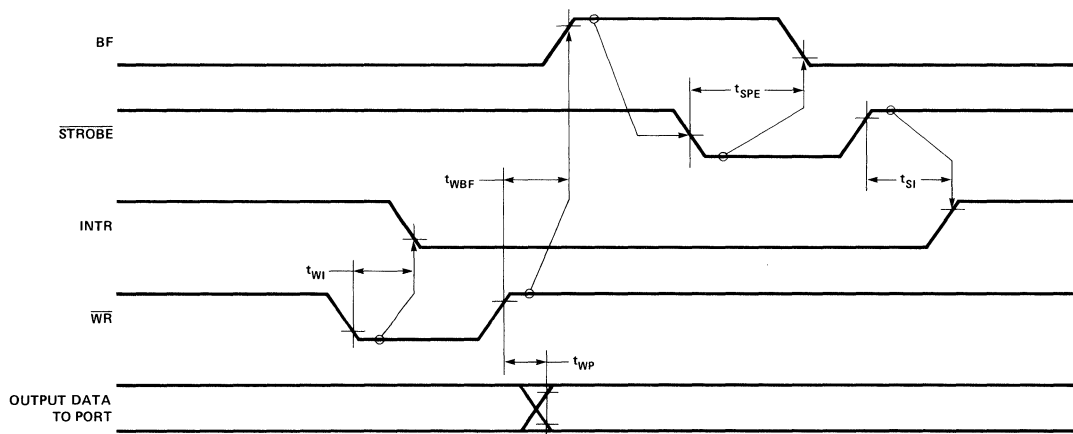 BF
t_SPE
STROBE
t_WBF
t_SI
INTR
t_WI
WR
t_WP
OUTPUT DATA
TO PORT